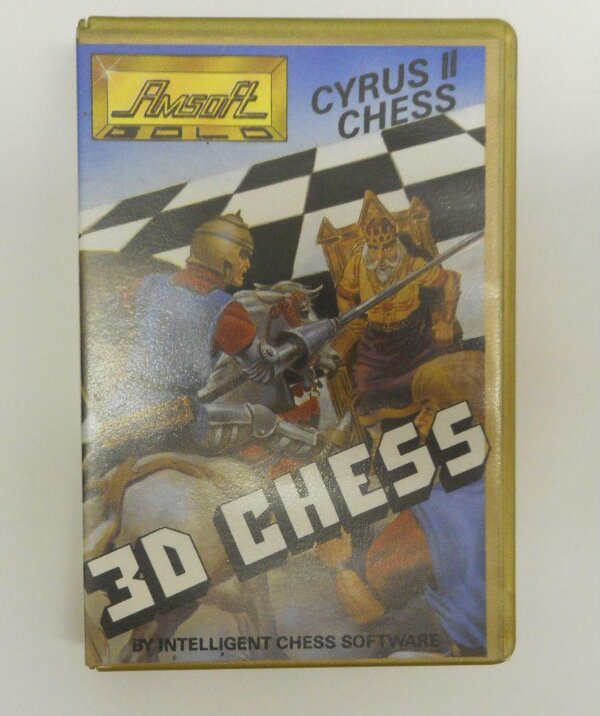 Amsoft
GOLD
CYRUS II
CHESS
3D CHESS
BY INTELLIGENT CHESS SOFTWARE